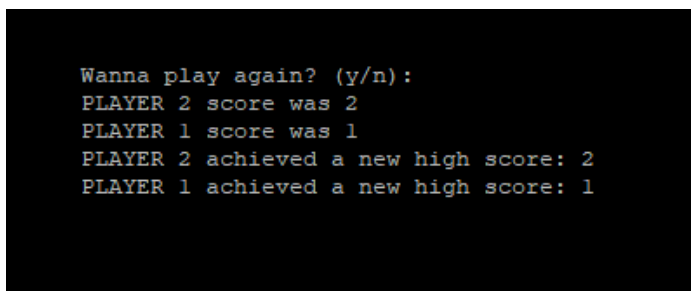 Wanna play again? (y/n):
PLAYER 2 score was 2
PLAYER 1 score was 1
PLAYER 2 achieved a new high score: 2
PLAYER 1 achieved a new high score: 1